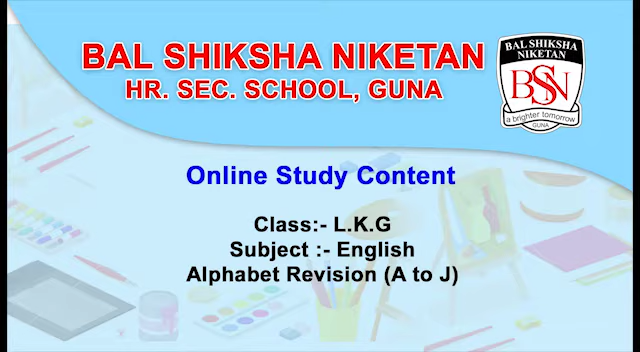 BAL SHIKSHA NIKETAN
HR. SEC. SCHOOL, GUNA
BAL SHIKSHA
NIKETAN
BSN
a brighter tomorrow
GUNA
Online Study Content
Class:- L.K.G
Subject :- English
Alphabet Revision (A to J)